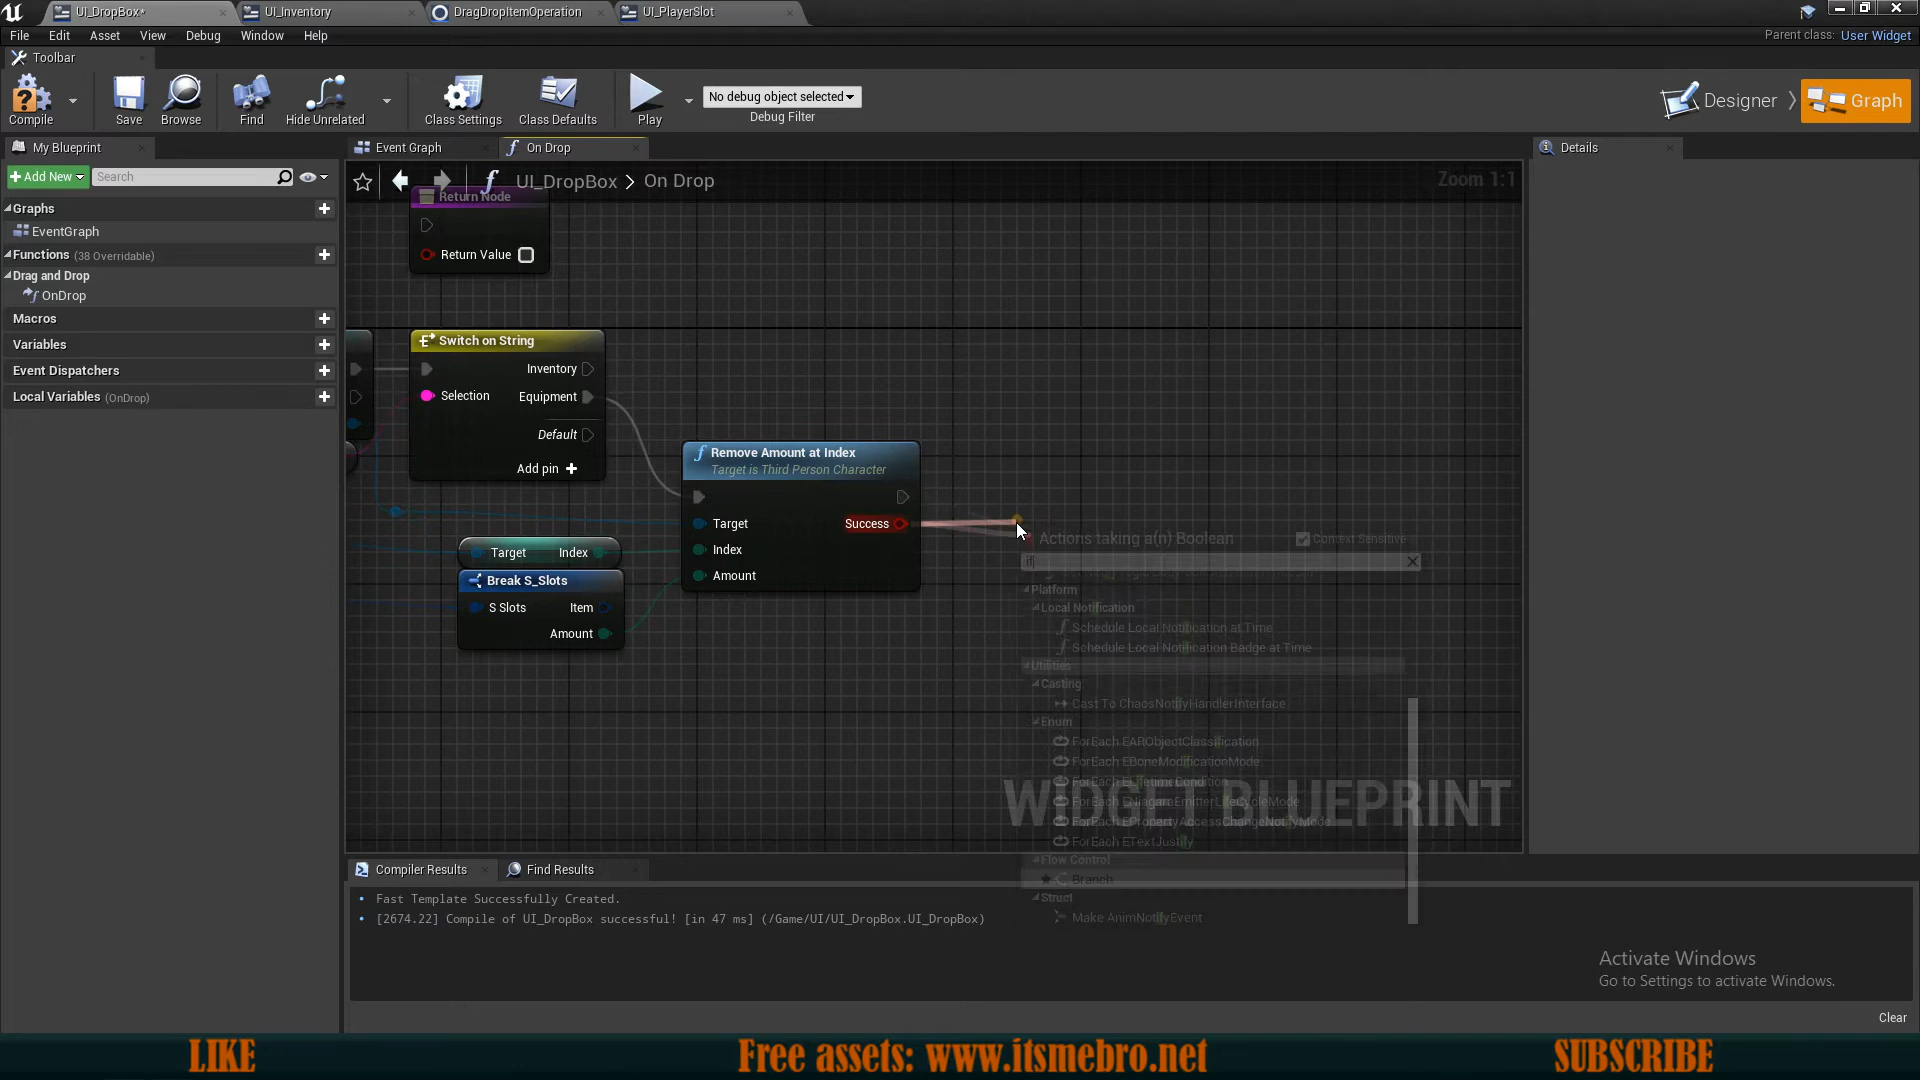 UI_DropBox*
UI_Inventory
DragDropItemOperation
UI_PlayerSlot
File
Edit
Asset
View
Debug
Window
Help
Parent class:
User Widget
Toolbar
Compile
Save
Browse
Find
Hide Unrelated
Class Settings
Class Defaults
Play
No debug object selected
Debug Filter
Designer
Graph
My Blueprint
Event Graph
On Drop
Details
Add New
Search
UI_DropBox > On Drop
Zoom 1:1
Graphs
EventGraph
Functions (38 Overridable)
Drag and Drop
OnDrop
Macros
Variables
Event Dispatchers
Local Variables (OnDrop)
Return Node
Return Value
Switch on String
Inventory
Selection
Equipment
Default
Add pin +
Remove Amount at Index
Target is Third Person Character
Target
Success
Index
Amount
Target
Index
Break S_Slots
S Slots
Item
Amount
Actions taking a(n) Boolean
Context Sensitive
if
Platform
Local Notification
Schedule Local Notification at Time
Schedule Local Notification Badge at Time
Utilities
Casting
Cast To ChaosNotifyHandlerInterface
Enum
ForEach EARObjectClassification
ForEach EBoneModificationMode
ForEach ELifetimeCondition
ForEach ENiagaraEmitterLifeCycleMode
ForEach EPropertyAccessChangeNotifyMode
ForEach ETextJustify
Flow Control
Branch
Struct
Make AnimNotifyEvent
WIDGET BLUEPRINT
Compiler Results
Find Results
Fast Template Successfully Created.
[2674.22] Compile of UI_DropBox successful! [in 47 ms] (/Game/UI/UI_DropBox.UI_DropBox)
Activate Windows
Go to Settings to activate Windows.
Clear
LIKE
Free assets: www.itsmebro.net
SUBSCRIBE